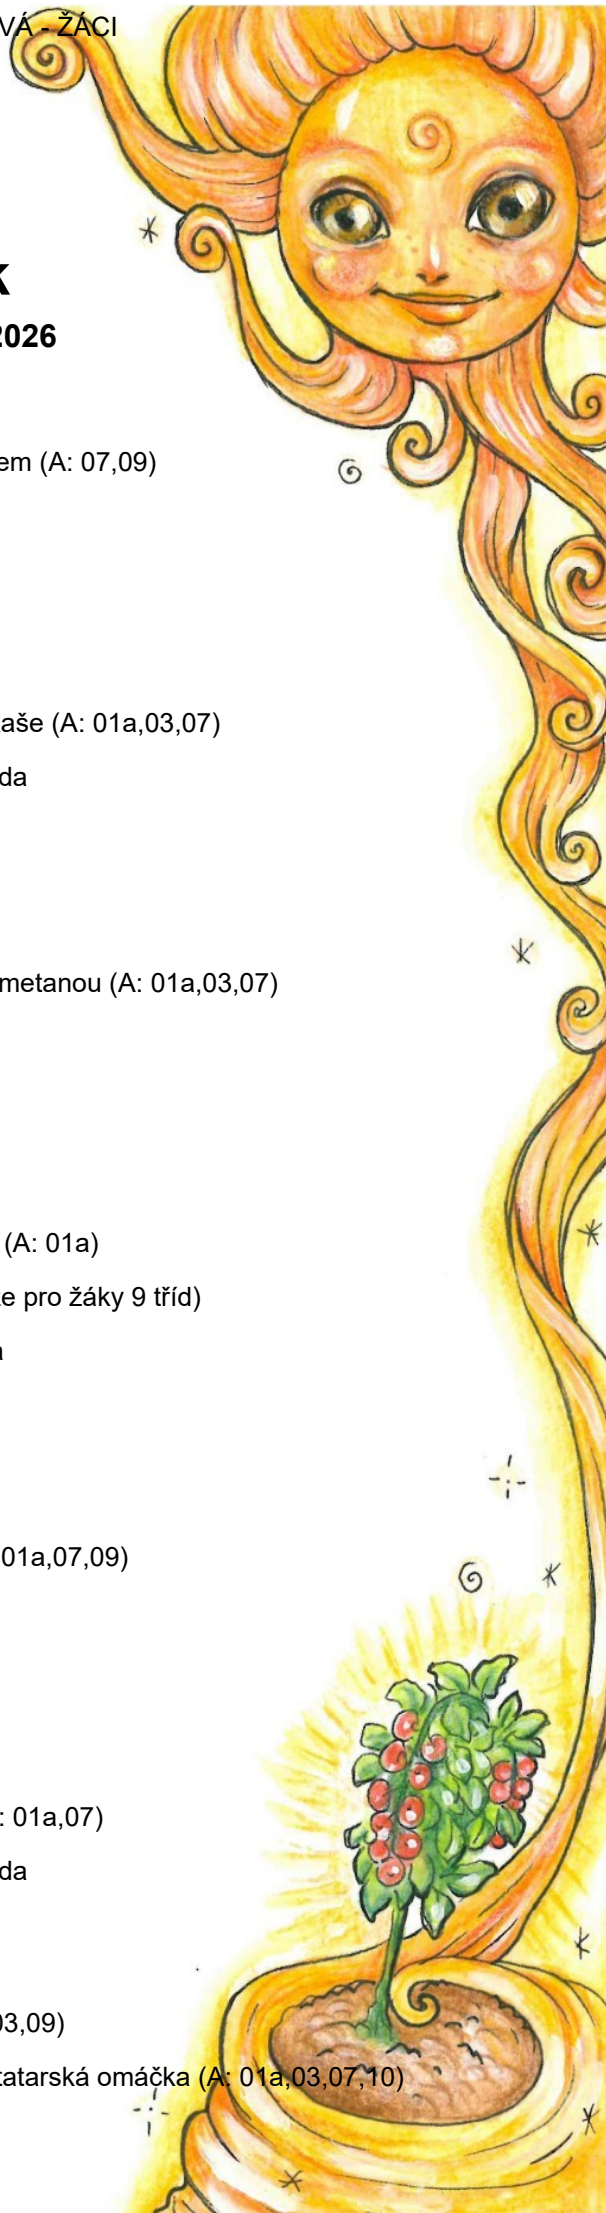 VÁ - ŽÁCI
k
2026
em (A: 07,09)
aše (A: 01a,03,07)
da
metanou (A: 01a,03,07)
(A: 01a)
e pro žáky 9 tříd)
a
01a,07,09)
: 01a,07)
da
03,09)
tatarská omáčka (A: 01a,03,07,10)